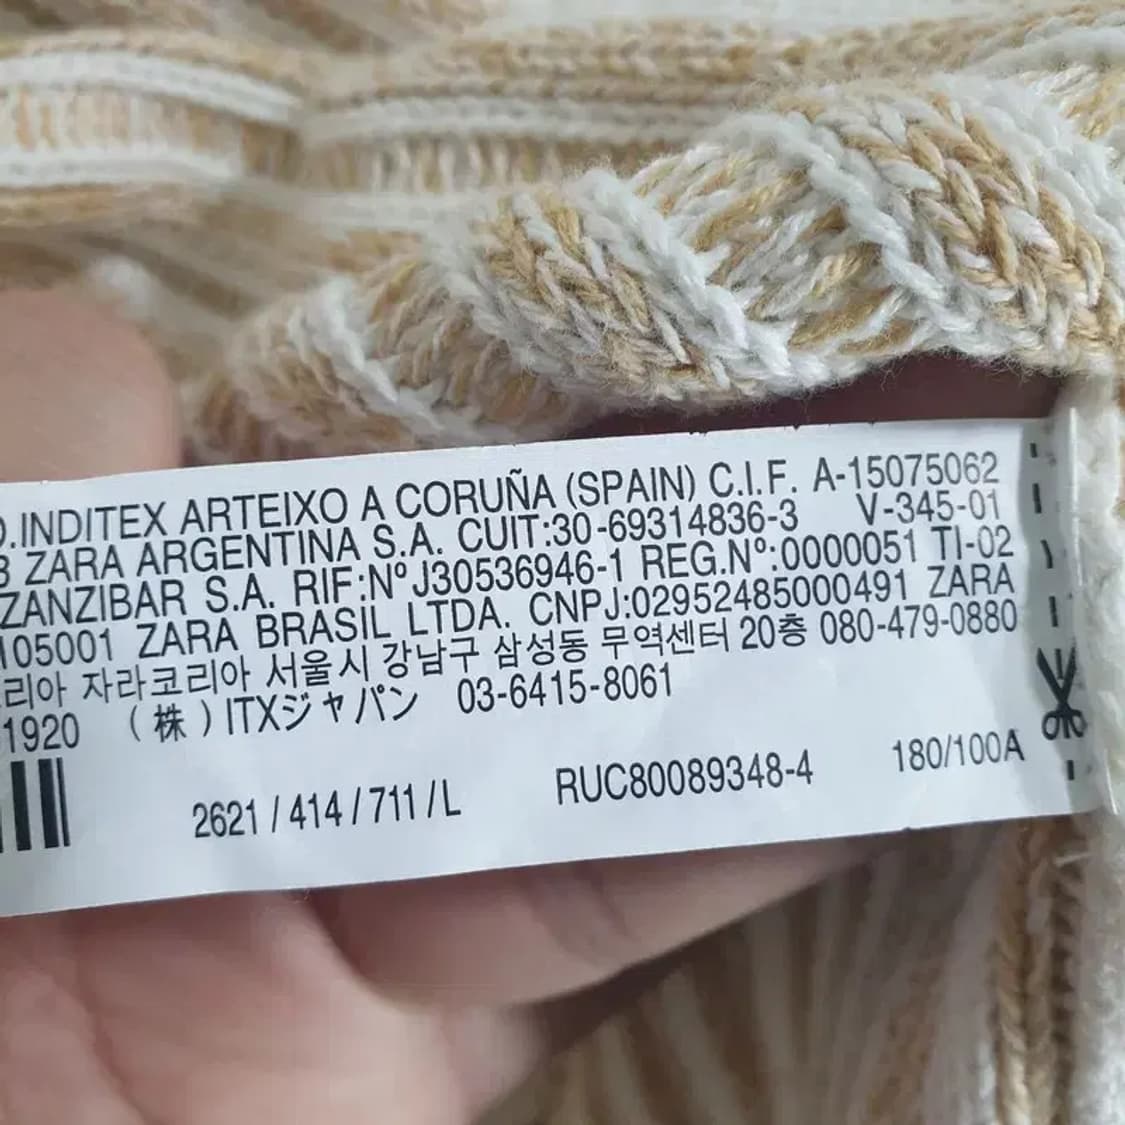 .INDITEX ARTEIXO A CORUÑA (SPAIN) C.I.F. A-15075062
ZARA ARGENTINA S.A. CUIT:30-69314836-3 V-345-01
ZANZIBAR S.A. RIF:NºJ30536946-1 REG.Nº:0000051 TI-02
105001 ZARA BRASIL LTDA. CNPJ:02952485000491 ZARA
리아 자라코리아 서울시 강남구 삼성동 무역센터 20층 080-479-0880
1920 (株)ITXジャパン 03-6415-8061
2621 / 414 / 711 / L RUC80089348-4 180/100A